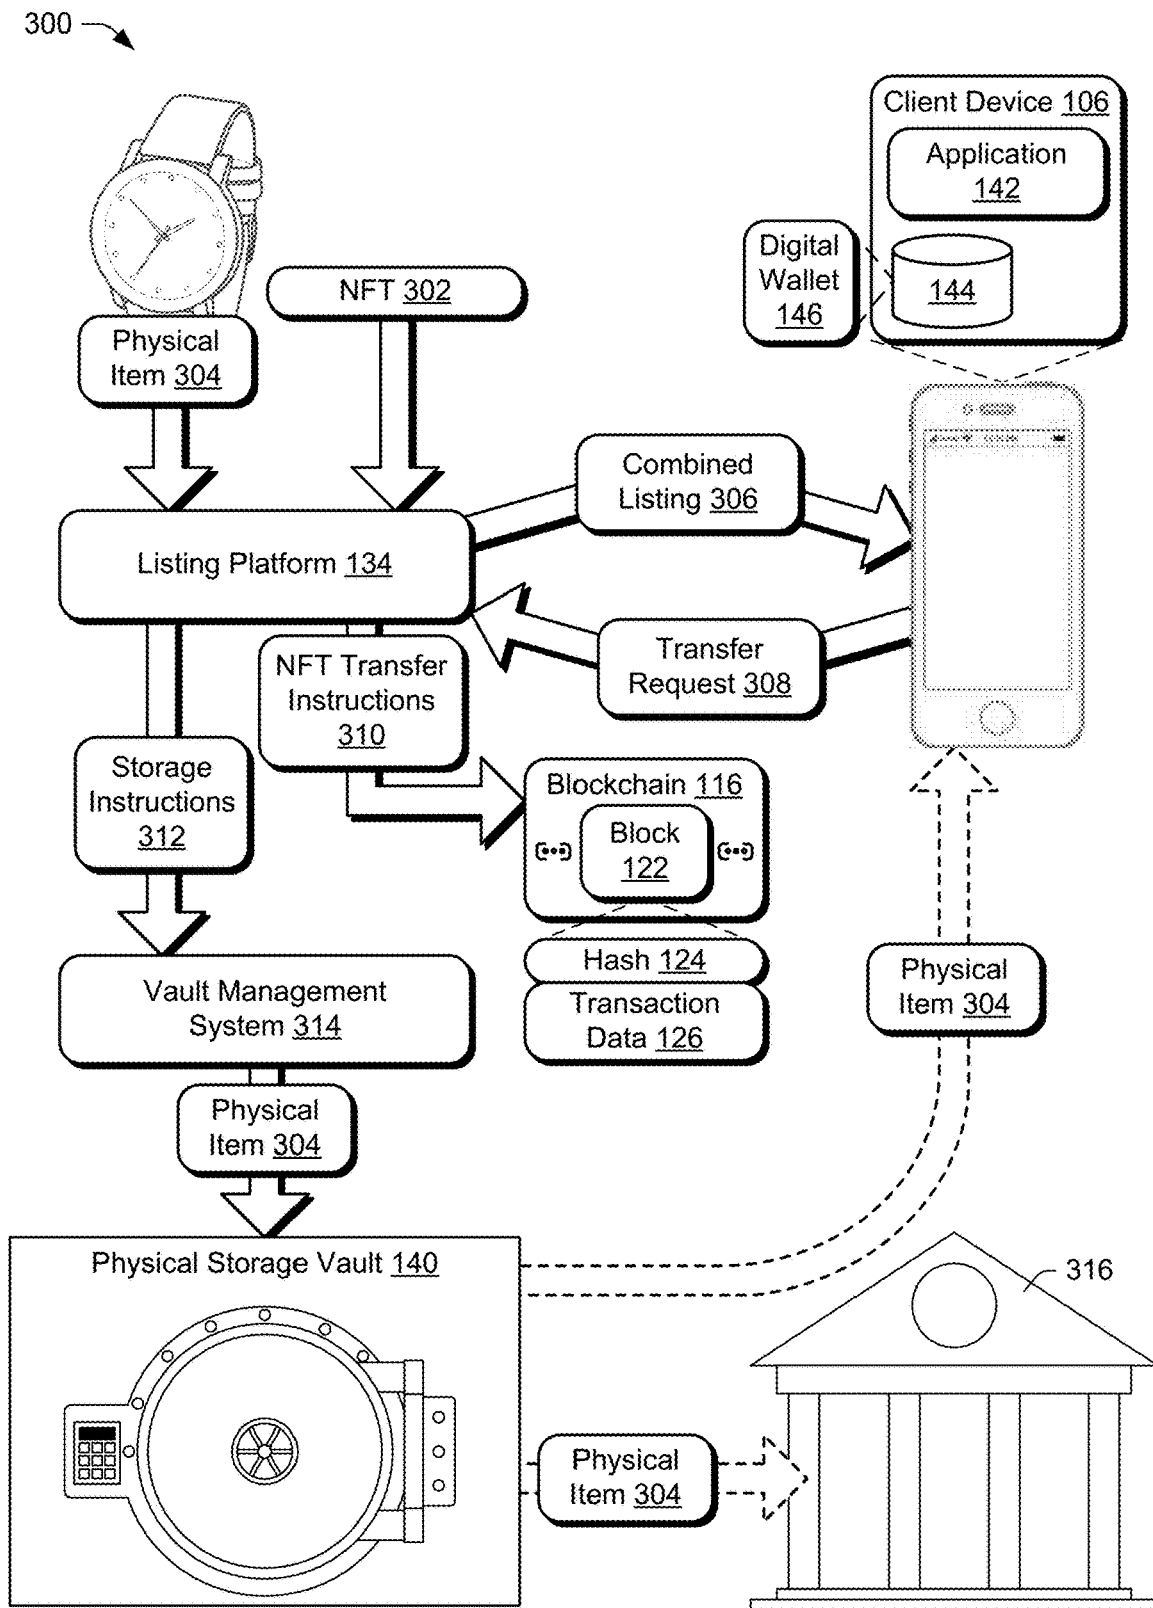 300
Client Device 106
Application
142
Digital
Wallet
146
144
NFT 302
Physical
Item 304
Combined
Listing 306
Listing Platform 134
Transfer
Request 308
NFT Transfer
Instructions
310
Storage
Instructions
312
Blockchain 116
Block
122
Hash 124
Transaction
Data 126
Vault Management
System 314
Physical
Item 304
Physical
Item 304
Physical Storage Vault 140
316
Physical
Item 304